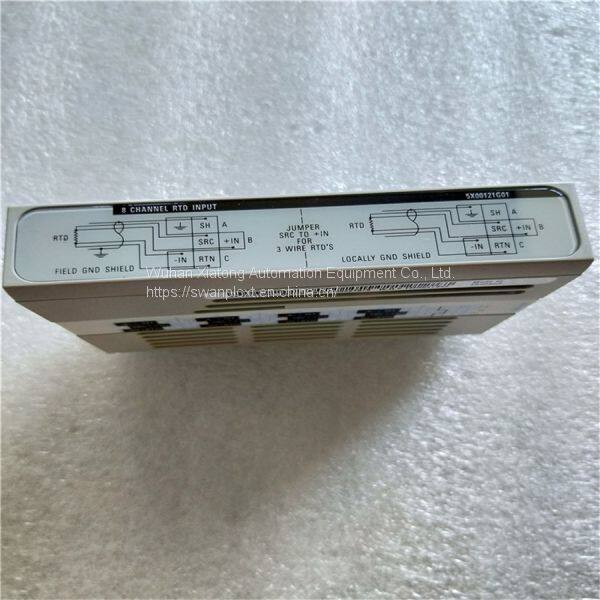 8 CHANNEL RTD INPUT
5X00121G01
RTD
SH A
SRC +IN B
-IN RTN C
FIELD GND SHIELD
JUMPER
SRC TO +IN
FOR
3 WIRE RTD'S
RTD
SH A
SRC +IN B
-IN RTN C
LOCALLY GND SHIELD
Wuhan Xialong Automation Equipment Co., Ltd.
https://swanplcxt.en.china.cn/